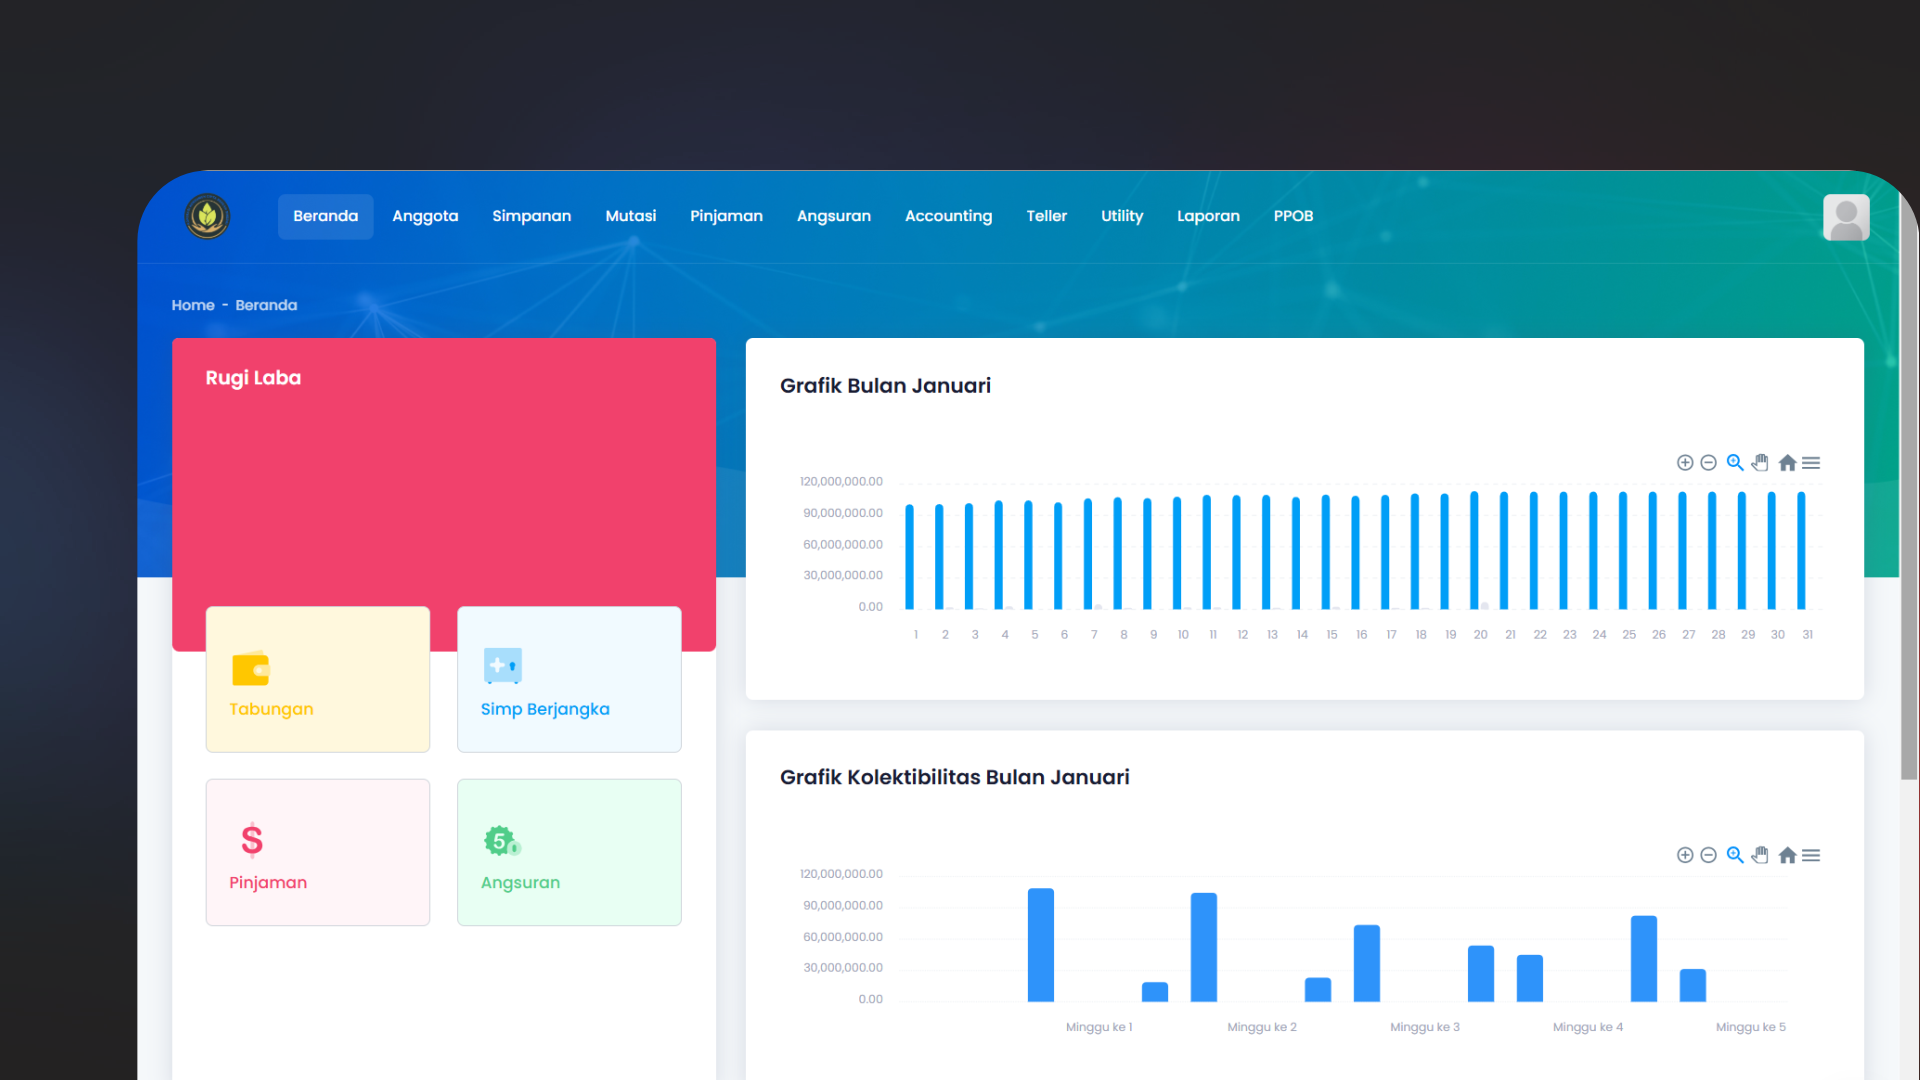 Beranda Anggota Simpanan Mutasi Pinjaman Angsuran Accounting Teller Utility Laporan PPOB
Home - Beranda
Rugi Laba
Tabungan
Simp Berjangka
Pinjaman
Angsuran
Grafik Bulan Januari
120,000,000.00
90,000,000.00
60,000,000.00
30,000,000.00
0.00
1 2 3 4 5 6 7 8 9 10 11 12 13 14 15 16 17 18 19 20 21 22 23 24 25 26 27 28 29 30 31
Grafik Kolektibilitas Bulan Januari
120,000,000.00
90,000,000.00
60,000,000.00
30,000,000.00
0.00
Minggu ke 1 Minggu ke 2 Minggu ke 3 Minggu ke 4 Minggu ke 5